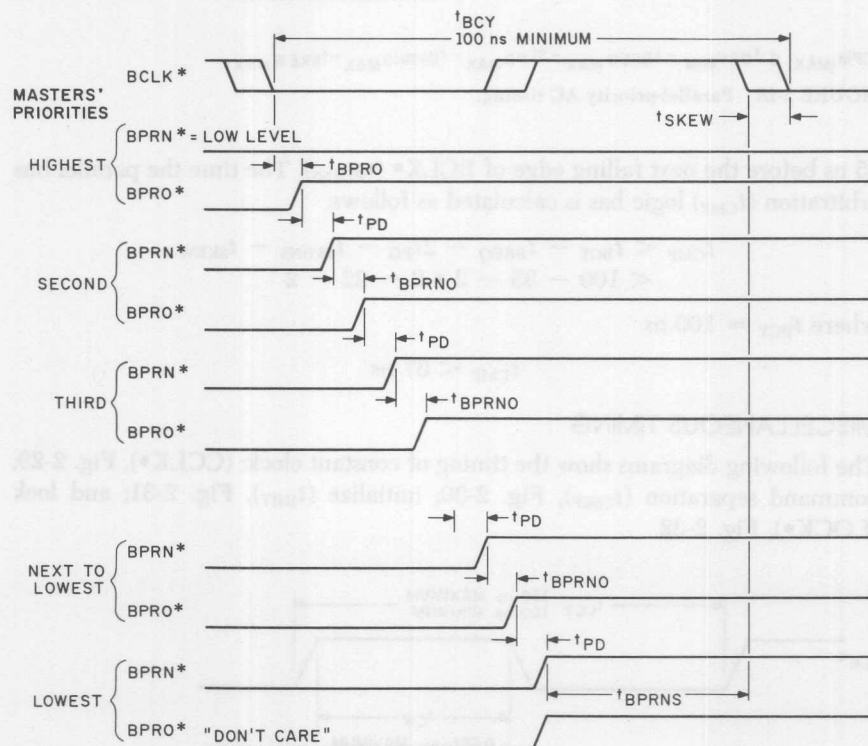 tBCY
100 ns MINIMUM
BCLK*
tSKEW
MASTERS'
PRIORITIES
HIGHEST
BPRN* = LOW LEVEL
tBPRO
BPRO*
tPD
SECOND
BPRN*
tBPRNO
BPRO*
tPD
THIRD
BPRN*
tBPRNO
BPRO*
tPD
NEXT TO
LOWEST
BPRN*
tBPRNO
BPRO*
tPD
LOWEST
BPRN*
tBPRNS
BPRO* "DON'T CARE"